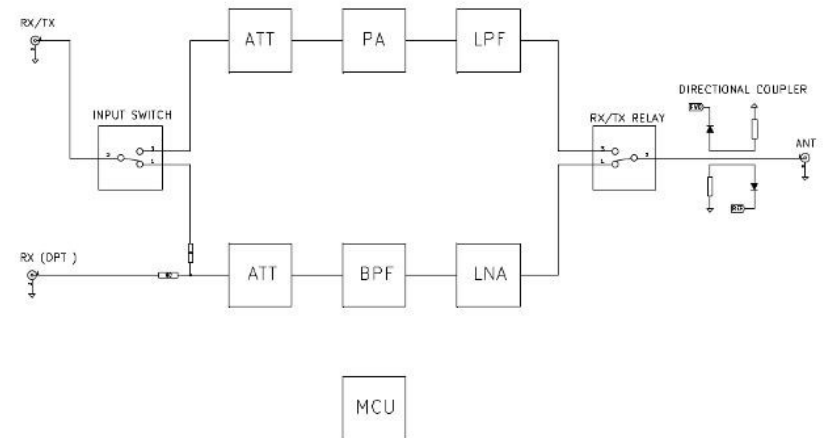 RX/TX
ATT
PA
LPF
DIRECTIONAL COUPLER
INPUT SWITCH
RX/TX RELAY
ANT
RX (OPT )
ATT
BPF
LNA
MCU